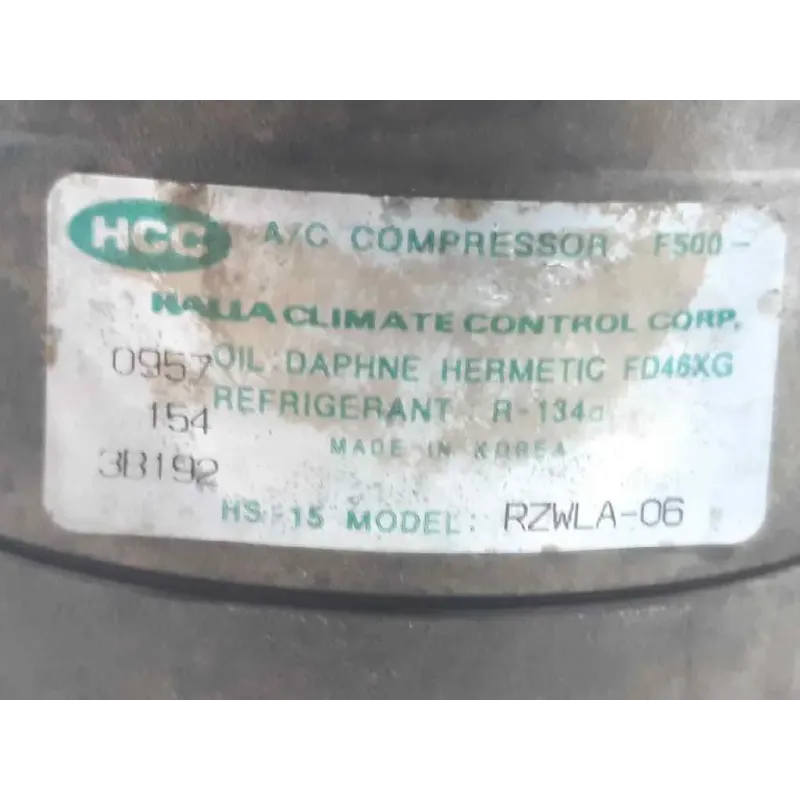 HCC A/C COMPRESSOR F500-
HALLA CLIMATE CONTROL CORP.
0957 OIL DAPHNE HERMETIC FD46XG
154 REFRIGERANT R-134a
MADE IN KOREA
3B192
HS-15 MODEL: RZWLA-06